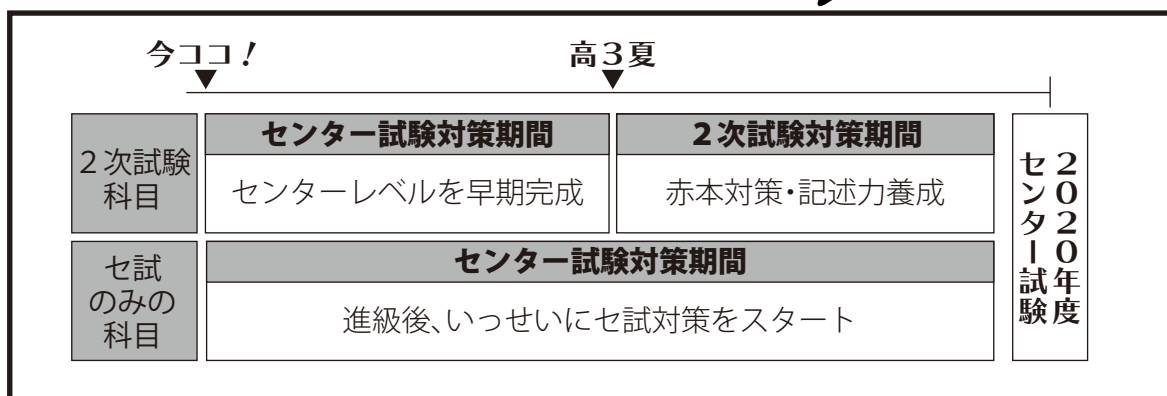 今ココ！
高３夏
２次試験
科目
センター試験対策期間
センターレベルを早期完成
２次試験対策期間
赤本対策・記述力養成
セ試
のみの
科目
センター試験対策期間
進級後、いっせいにセ試対策をスタート
２０２０年度
センター試験